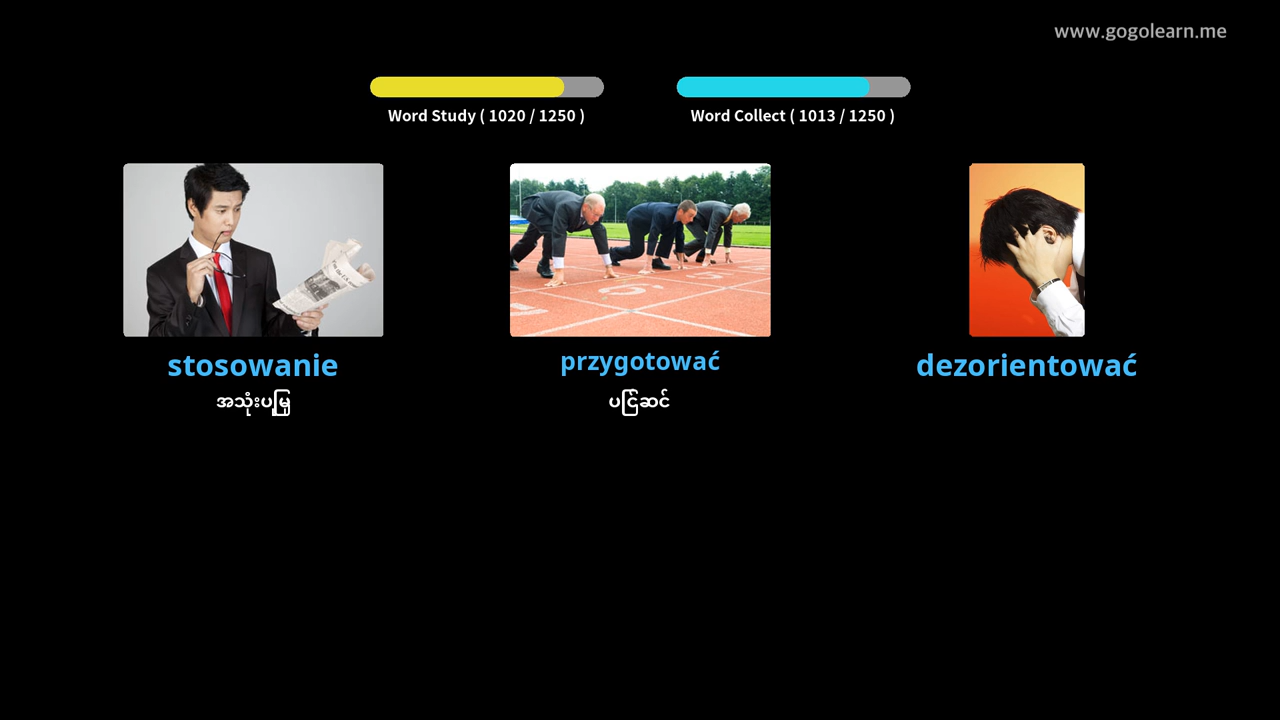 www.gogolearn.me
Word Study ( 1020 / 1250 )
Word Collect ( 1013 / 1250 )
stosowanie
အသုံးပပြုမှု
przygotować
ပြင်ဆင်
dezorientować